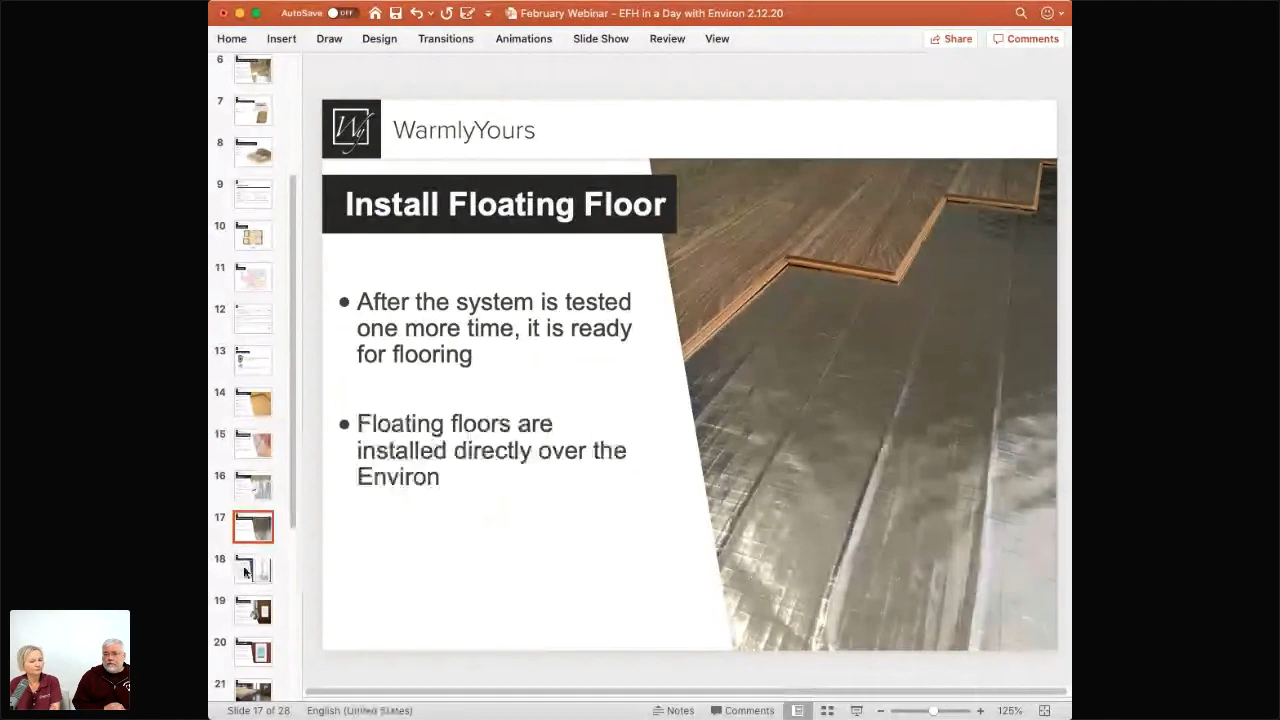 AutoSave OFF February Webinar - EFH in a Day with Environ 2.12.20
Home Insert Draw Design Transitions Animations Slide Show Review View Share Comments
6
7
8
9
10
11
12
13
14
15
16
17
18
19
20
21
Wy WarmlyYours
Install Floating Floor
• After the system is tested
one more time, it is ready
for flooring
• Floating floors are
installed directly over the
Environ
Slide 17 of 28 English (United States) Notes Comments 125%